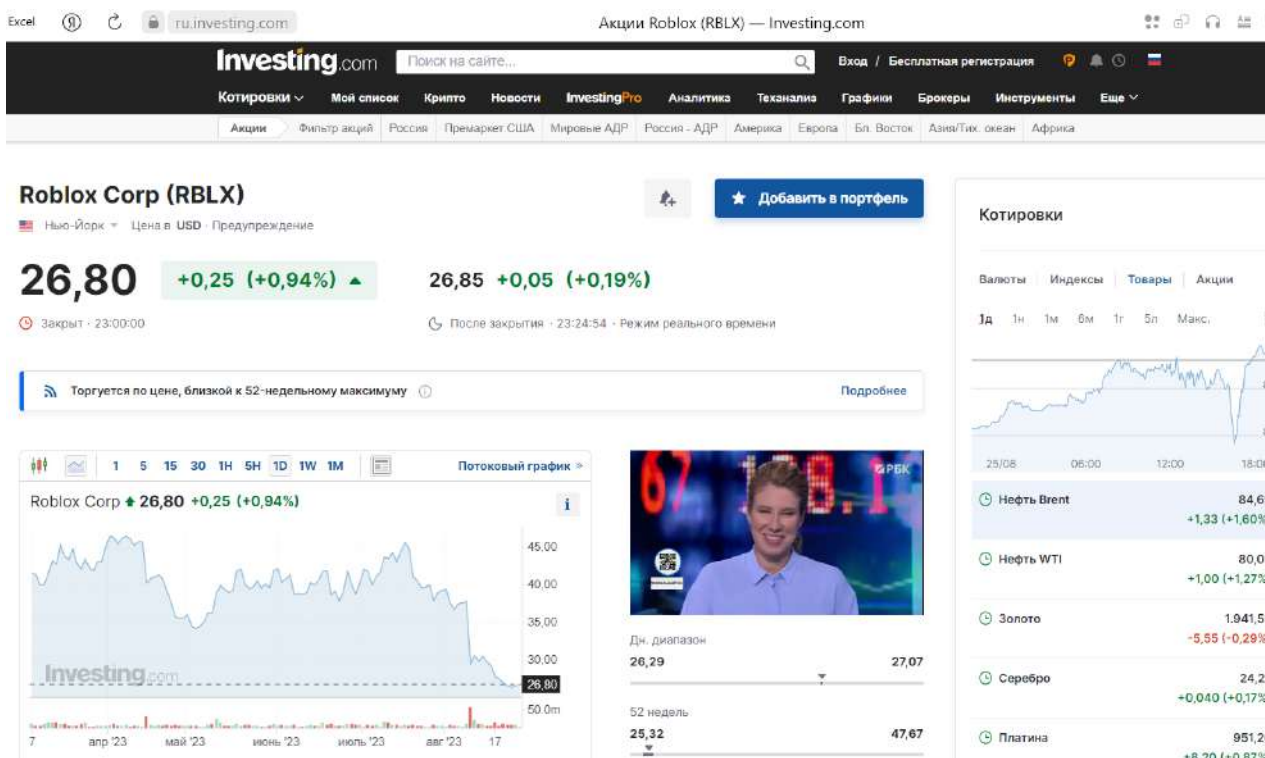 Excel
ru.investing.com
Акции Roblox (RBLX) — Investing.com
Investing.com
Поиск на сайте...
Вход / Бесплатная регистрация
Котировки Мой список Крипто Новости InvestingPro Аналитика Теханализ Графики Брокеры Инструменты Еще
Акции Фильтр акций Россия Премаркет США Мировые АДР Россия - АДР Америка Европа Бл. Восток Азия/Тих. океан Африка
Roblox Corp (RBLX)
Добавить в портфель
Нью-Йорк Цена в USD · Предупреждение
26,80 +0,25 (+0,94%)
26,85 +0,05 (+0,19%)
Закрыт · 23:00:00
После закрытия · 23:24:54 · Режим реального времени
Торгуется по цене, близкой к 52-недельному максимуму
Подробнее
1 5 15 30 1H 5H 1D 1W 1M
Потоковый график »
Roblox Corp 26,80 +0,25 (+0,94%)
i
45,00
40,00
35,00
30,00
26,80
50.0m
Investing.com
7 апр '23 май '23 июнь '23 июль '23 авг '23 17
РБК
Дн. диапазон
26,29 27,07
52 недель
25,32 47,67
Котировки
Валюты Индексы Товары Акции
1д 1н 1м 6м 1г 5л Макс.
25/08 06:00 12:00 18:00
Нефть Brent 84,6
+1,33 (+1,60%
Нефть WTI 80,0
+1,00 (+1,27%
Золото 1.941,5
-5,55 (-0,29%
Серебро 24,2
+0,040 (+0,17%
Платина 951,2
+8,20 (+0,87%